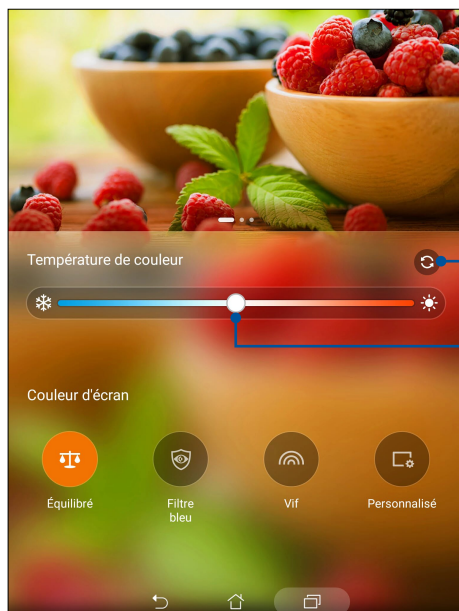 Température de couleur
Couleur d'écran
Équilibré
Filtre
bleu
Vif
Personnalisé